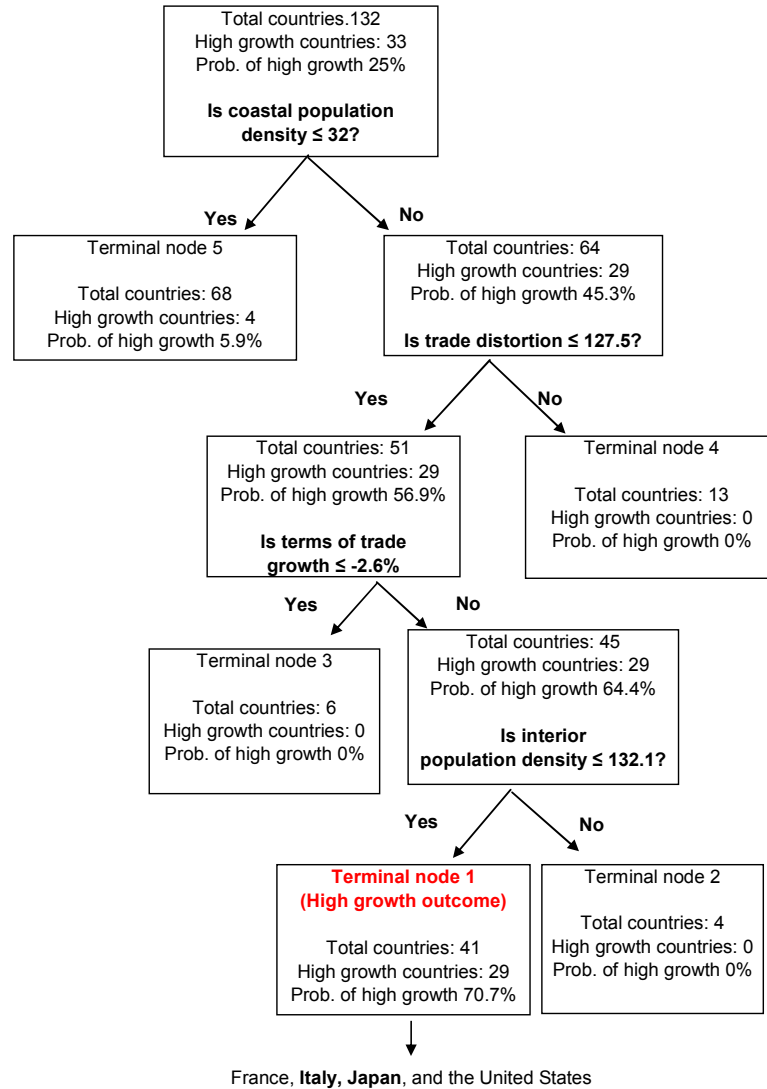 Total countries.132
High growth countries: 33
Prob. of high growth 25%
Is coastal population
density ≤ 32?
Yes
No
Terminal node 5
Total countries: 68
High growth countries: 4
Prob. of high growth 5.9%
Total countries: 64
High growth countries: 29
Prob. of high growth 45.3%
Is trade distortion ≤ 127.5?
Yes
No
Total countries: 51
High growth countries: 29
Prob. of high growth 56.9%
Is terms of trade
growth ≤ -2.6%
Terminal node 4
Total countries: 13
High growth countries: 0
Prob. of high growth 0%
Yes
No
Terminal node 3
Total countries: 6
High growth countries: 0
Prob. of high growth 0%
Total countries: 45
High growth countries: 29
Prob. of high growth 64.4%
Is interior
population density ≤ 132.1?
Yes
No
Terminal node 1
(High growth outcome)
Total countries: 41
High growth countries: 29
Prob. of high growth 70.7%
Terminal node 2
Total countries: 4
High growth countries: 0
Prob. of high growth 0%
France, Italy, Japan, and the United States